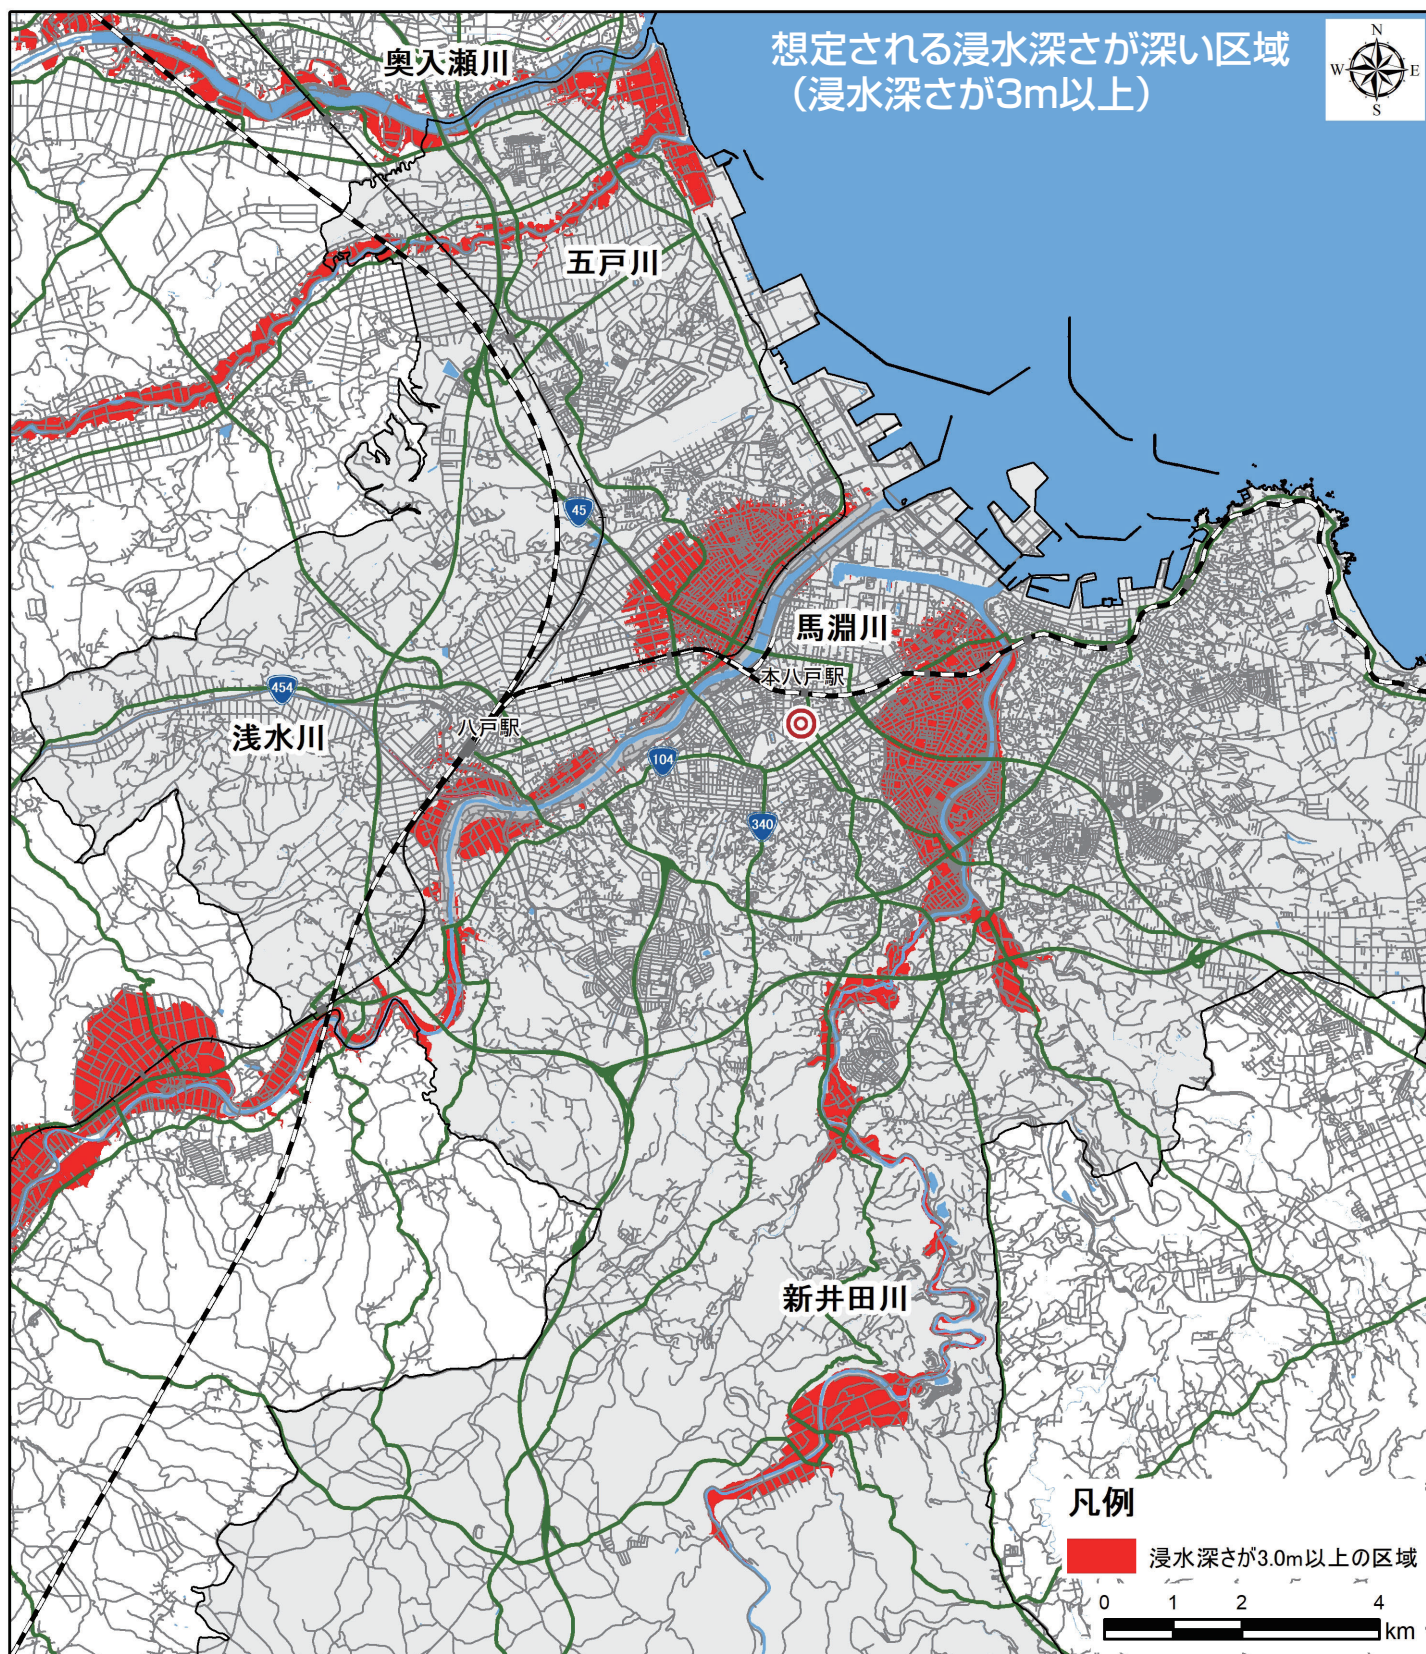 奥入瀬川
想定される浸水深さが深い区域
（浸水深さが3m以上）
N
W
E
S
五戸川
45
馬淵川
本八戸駅
454
浅水川
八戸駅
104
340
新井田川
凡例
浸水深さが3.0m以上の区域
0 1 2 4
km